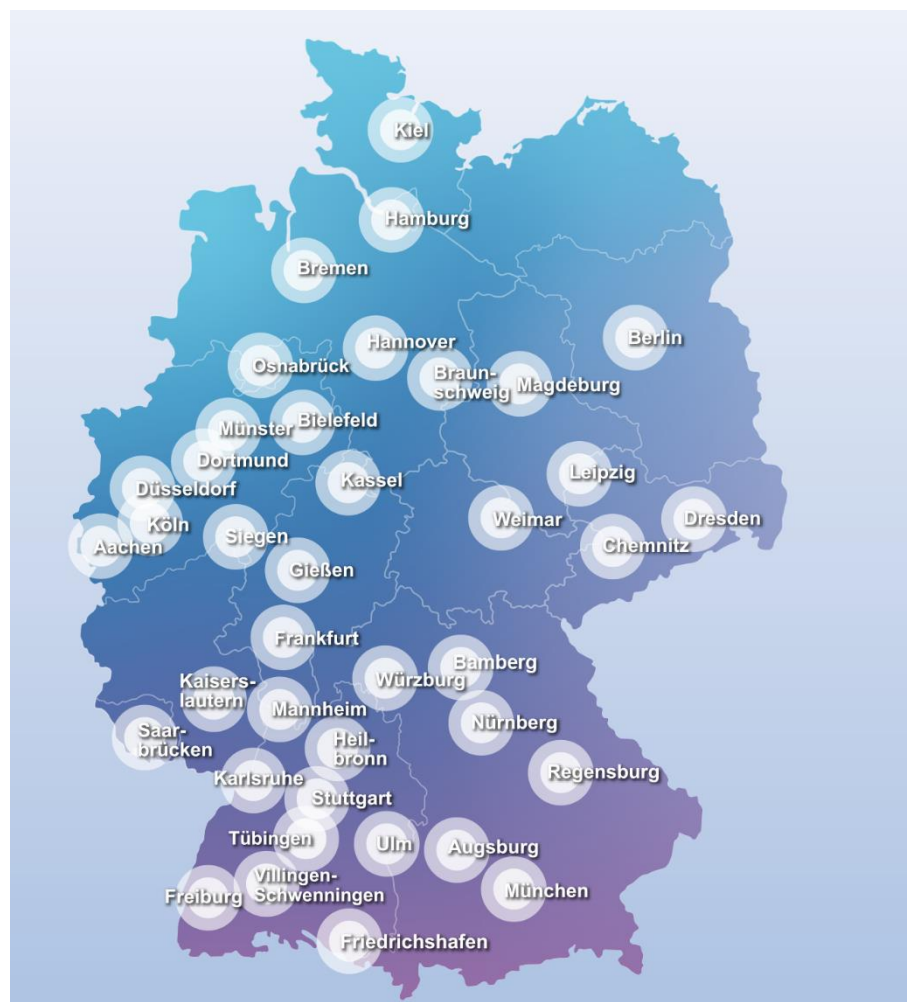 Kiel
Hamburg
Bremen
Berlin
Hannover
Osnabrück
Braun-
schweig
Magdeburg
Bielefeld
Münster
Dortmund
Leipzig
Kassel
Düsseldorf
Weimar
Dresden
Köln
Siegen
Chemnitz
Aachen
Gießen
Frankfurt
Bamberg
Würzburg
Kaisers-
lautern
Mannheim
Nürnberg
Saar-
brücken
Heil-
bronn
Regensburg
Karlsruhe
Stuttgart
Tübingen
Ulm
Augsburg
Villingen-
Schwenningen
München
Freiburg
Friedrichshafen